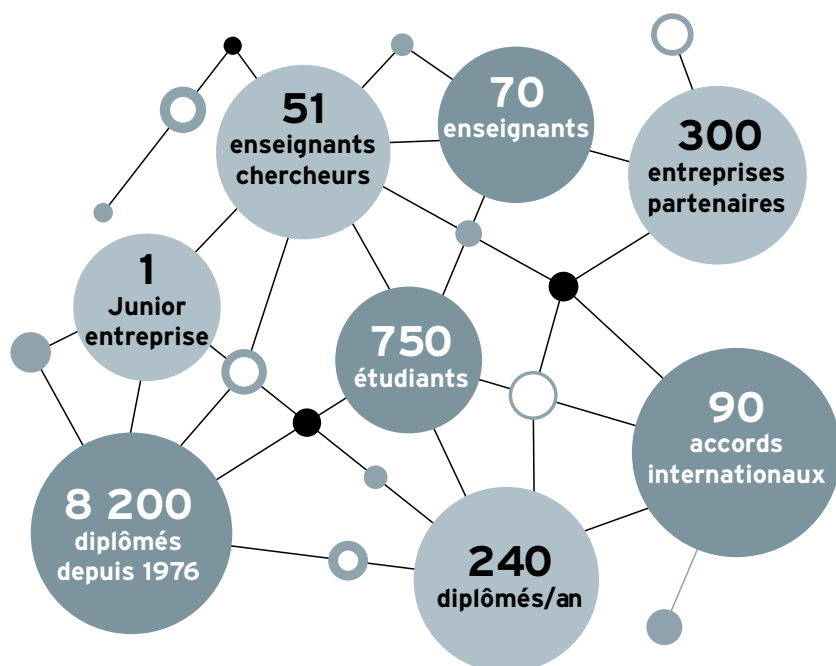 51
enseignants
chercheurs
70
enseignants
300
entreprises
partenaires
1
Junior
entreprise
750
étudiants
90
accords
internationaux
8 200
diplômés
depuis 1976
240
diplômés/an